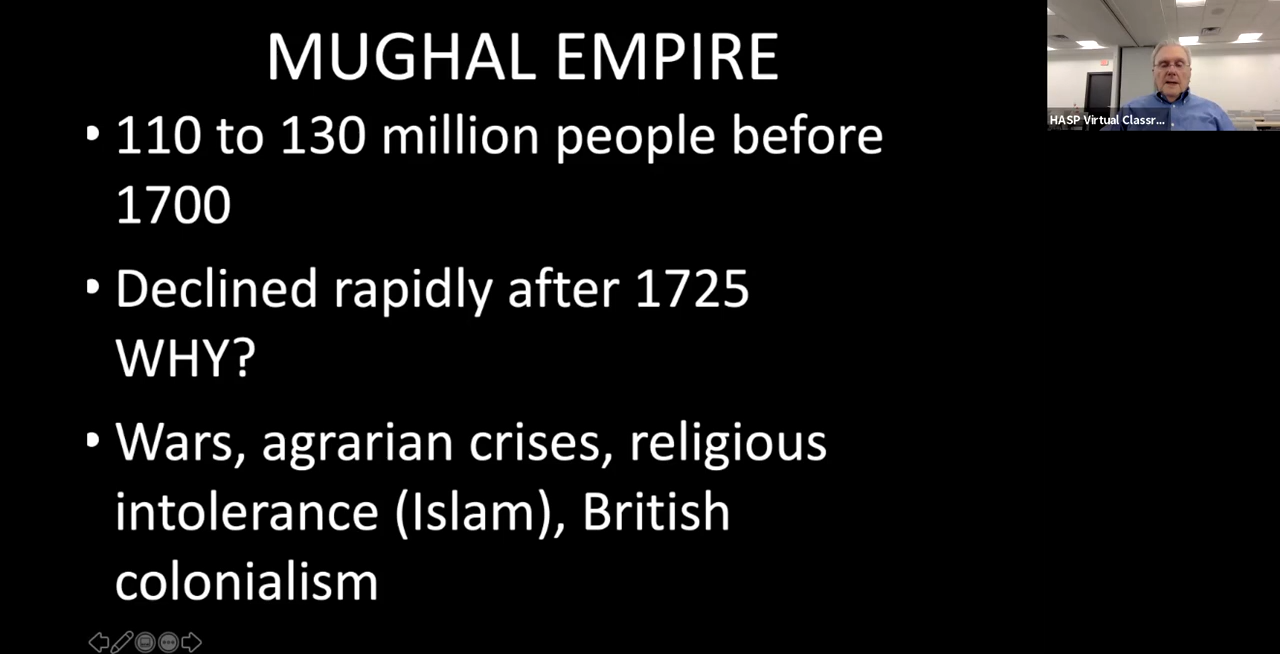 MUGHAL EMPIRE
• 110 to 130 million people before
1700
• Declined rapidly after 1725
WHY?
• Wars, agrarian crises, religious
intolerance (Islam), British
colonialism
HASP Virtual Classr...